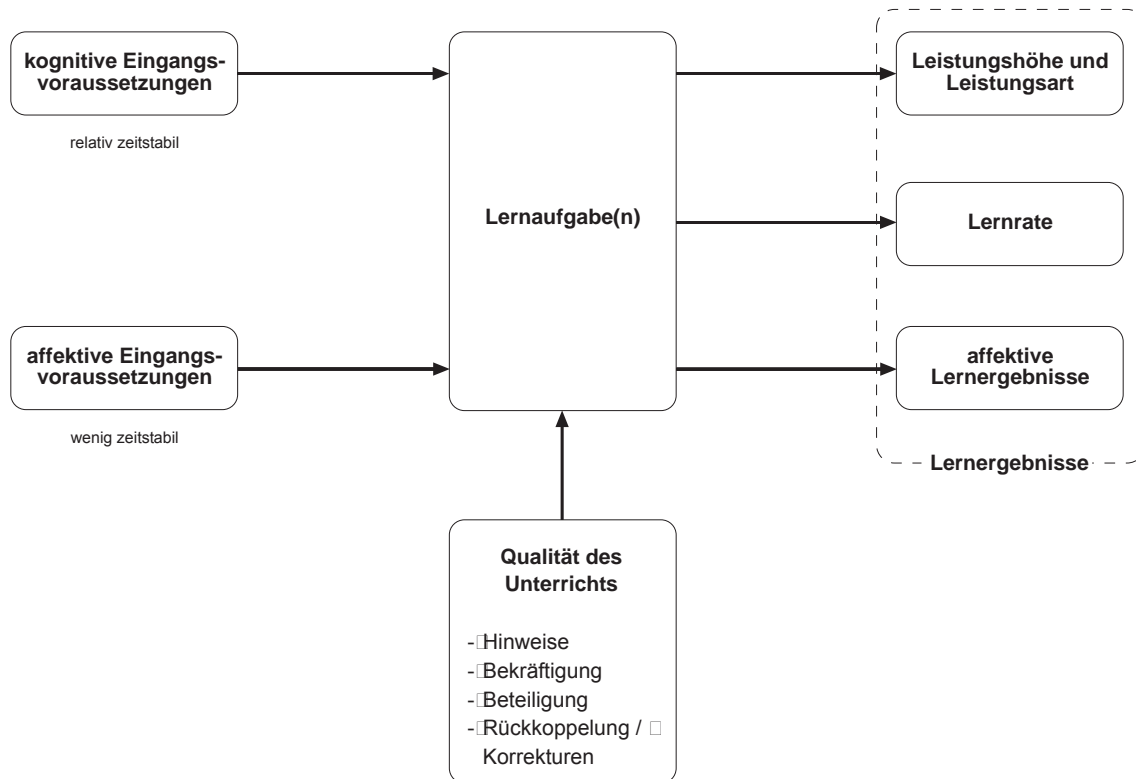 kognitive Eingangs-
voraussetzungen
relativ zeitstabil
affektive Eingangs-
voraussetzungen
wenig zeitstabil
Lernaufgabe(n)
Qualität des
Unterrichts
- Hinweise
- Bekräftigung
- Beteiligung
- Rückkoppelung /
Korrekturen
Leistungshöhe und
Leistungsart
Lernrate
affektive
Lernergebnisse
Lernergebnisse